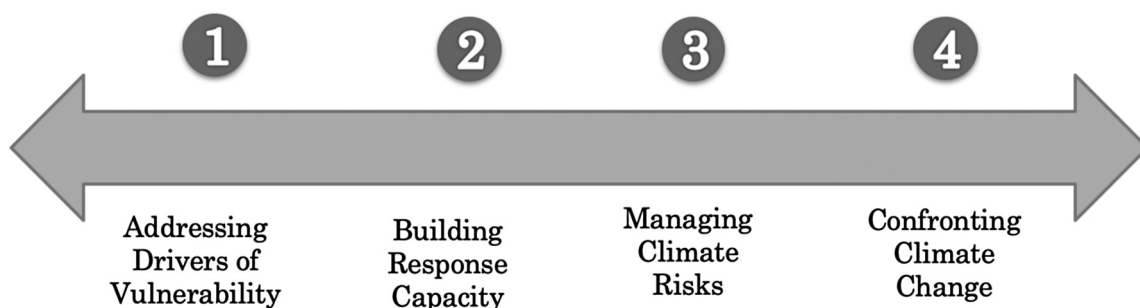 1
2
3
4
Addressing
Drivers of
Vulnerability
Building
Response
Capacity
Managing
Climate
Risks
Confronting
Climate
Change